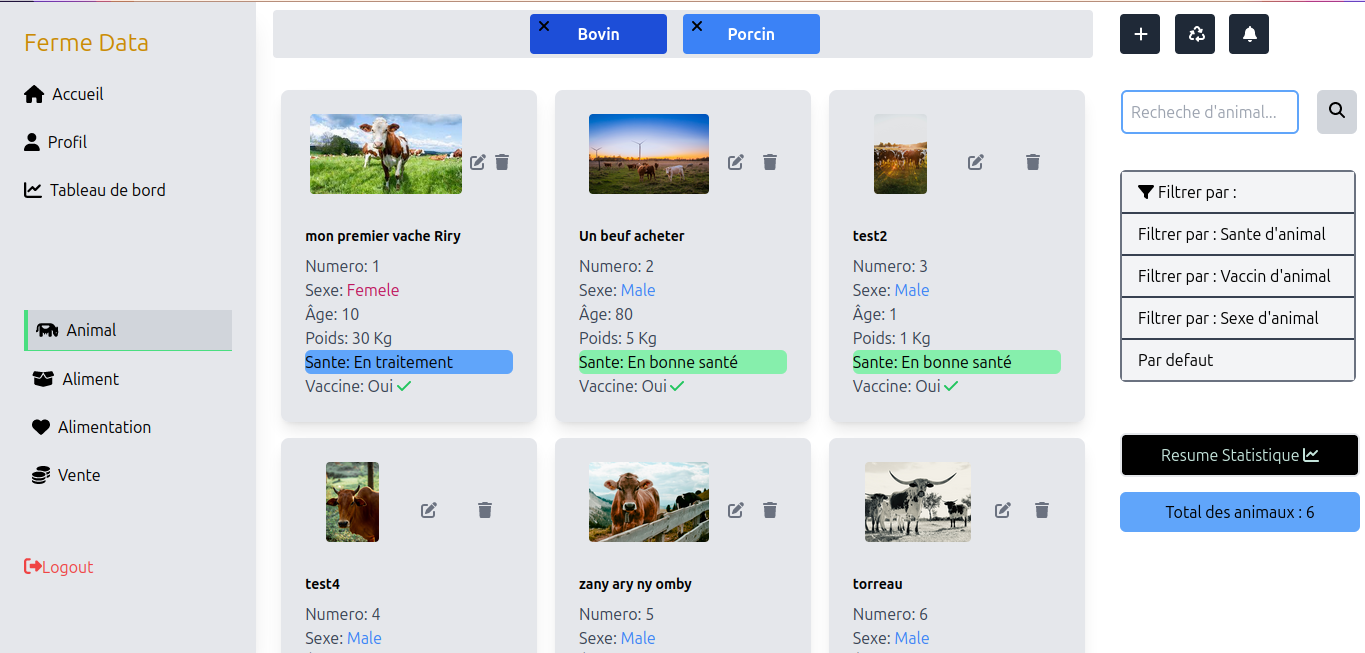 Ferme Data
Accueil
Profil
Tableau de bord
Animal
Aliment
Alimentation
Vente
Logout
Bovin
Porcin
mon premier vache Riry
Numero: 1
Sexe: Femele
Âge: 10
Poids: 30 Kg
Sante: En traitement
Vaccine: Oui
Un beuf acheter
Numero: 2
Sexe: Male
Âge: 80
Poids: 5 Kg
Sante: En bonne santé
Vaccine: Oui
test2
Numero: 3
Sexe: Male
Âge: 1
Poids: 1 Kg
Sante: En bonne santé
Vaccine: Oui
test4
Numero: 4
Sexe: Male
zany ary ny omby
Numero: 5
Sexe: Male
torreau
Numero: 6
Sexe: Male
Recheche d'animal...
Filtrer par :
Filtrer par : Sante d'animal
Filtrer par : Vaccin d'animal
Filtrer par : Sexe d'animal
Par defaut
Resume Statistique
Total des animaux : 6